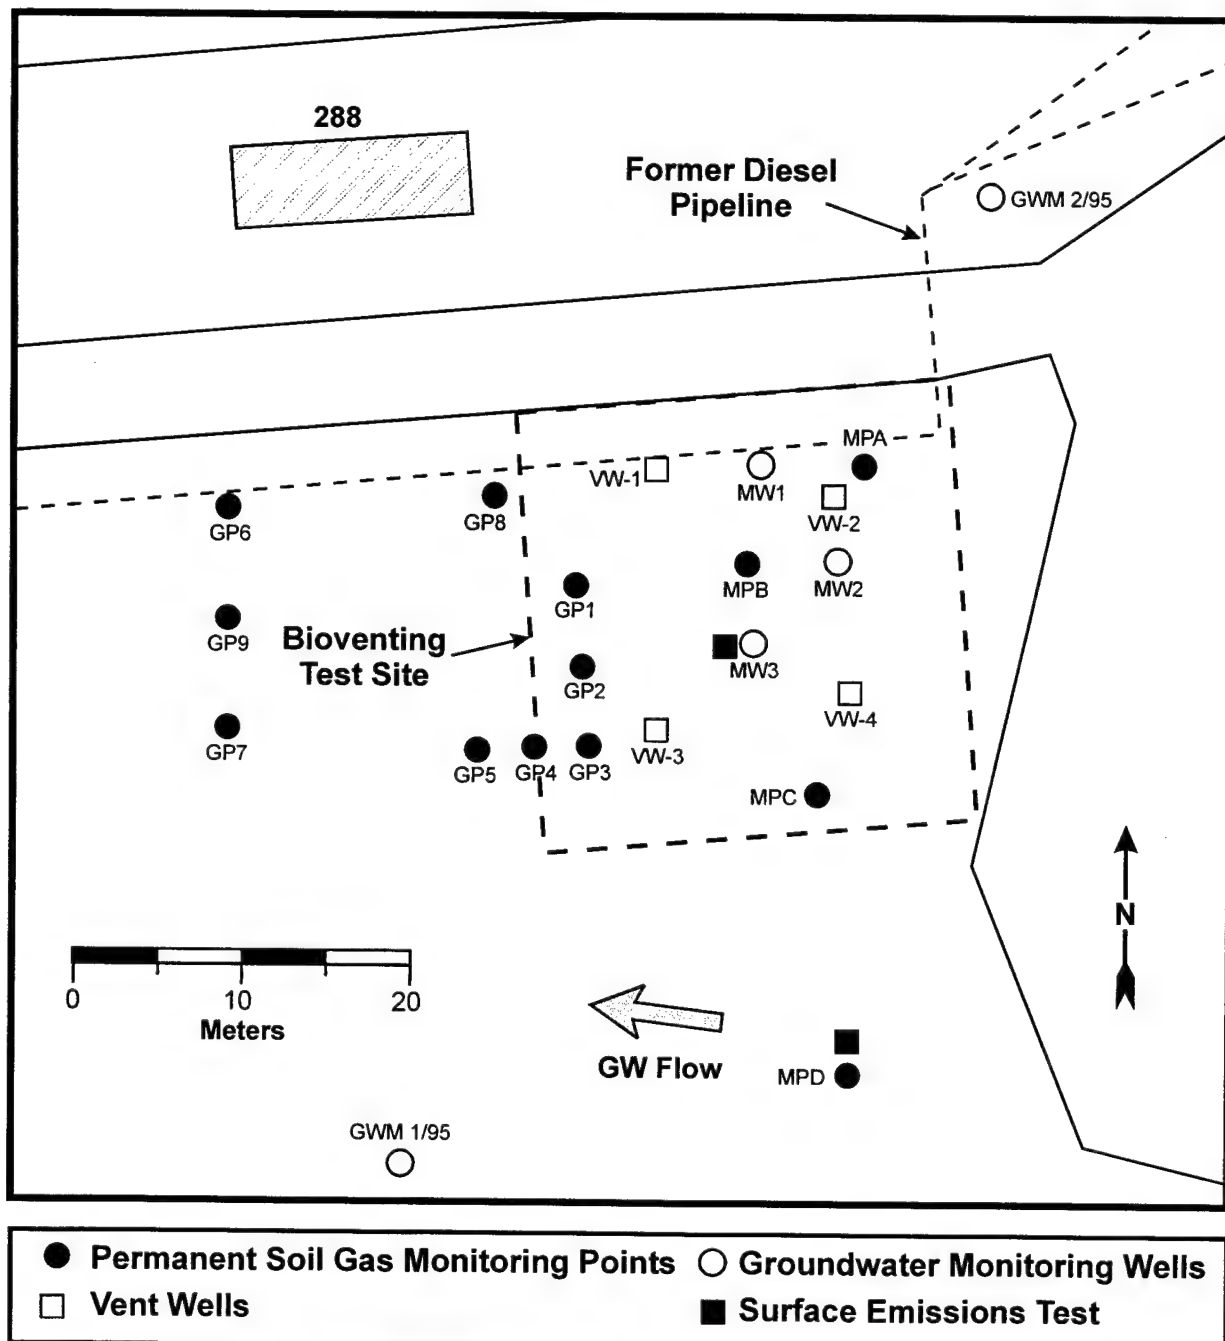 288
Former Diesel
Pipeline
GWM 2/95
MPA
VW-1
MW1
VW-2
GP6
GP8
GP1
MPB
MW2
GP9
Bioventing
Test Site
MW3
GP2
VW-4
GP7
GP5
GP4
GP3
VW-3
MPC
N
0
10
20
Meters
GW Flow
MPD
GWM 1/95
Permanent Soil Gas Monitoring Points
Groundwater Monitoring Wells
Vent Wells
Surface Emissions Test